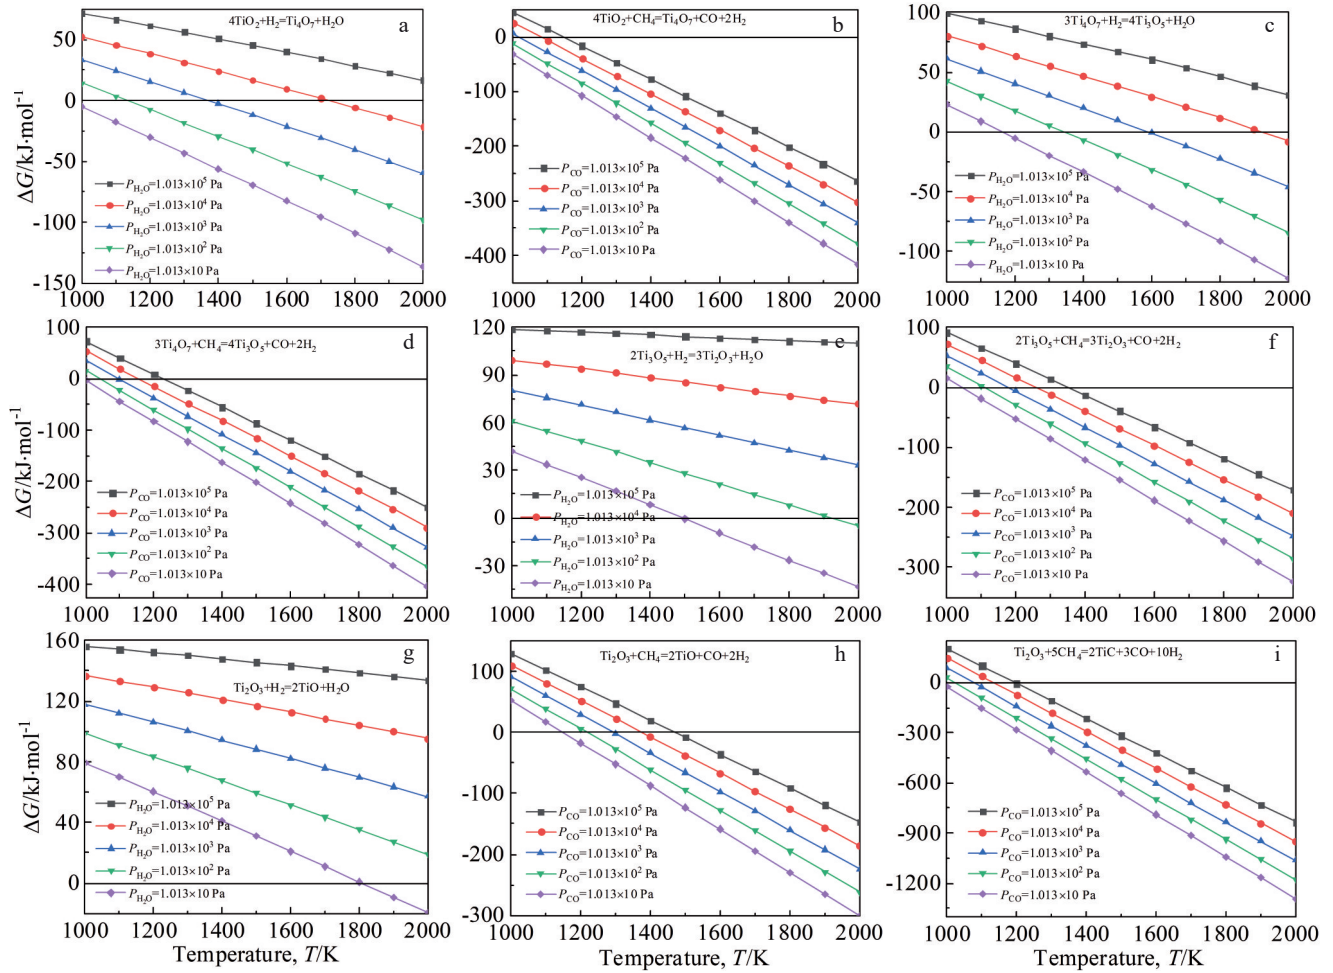 a
4TiO₂+H₂=Ti₄O₇+H₂O
ΔG/kJ·mol⁻¹
50
0
-50
-100
-150
P_H₂O=1.013×10⁵ Pa
P_H₂O=1.013×10⁴ Pa
P_H₂O=1.013×10³ Pa
P_H₂O=1.013×10² Pa
P_H₂O=1.013×10 Pa
1000 1200 1400 1600 1800 2000
b
4TiO₂+CH₄=Ti₄O₇+CO+2H₂
0
-100
-200
-300
-400
P_CO=1.013×10⁵ Pa
P_CO=1.013×10⁴ Pa
P_CO=1.013×10³ Pa
P_CO=1.013×10² Pa
P_CO=1.013×10 Pa
1000 1200 1400 1600 1800 2000
c
3Ti₄O₇+H₂=4Ti₃O₅+H₂O
100
50
0
-50
-100
P_H₂O=1.013×10⁵ Pa
P_H₂O=1.013×10⁴ Pa
P_H₂O=1.013×10³ Pa
P_H₂O=1.013×10² Pa
P_H₂O=1.013×10 Pa
1000 1200 1400 1600 1800 2000
d
3Ti₄O₇+CH₄=4Ti₃O₅+CO+2H₂
ΔG/kJ·mol⁻¹
100
0
-100
-200
-300
-400
P_CO=1.013×10⁵ Pa
P_CO=1.013×10⁴ Pa
P_CO=1.013×10³ Pa
P_CO=1.013×10² Pa
P_CO=1.013×10 Pa
1000 1200 1400 1600 1800 2000
e
2Ti₃O₅+H₂=3Ti₂O₃+H₂O
120
90
60
30
0
-30
P_H₂O=1.013×10⁵ Pa
P_H₂O=1.013×10⁴ Pa
P_H₂O=1.013×10³ Pa
P_H₂O=1.013×10² Pa
P_H₂O=1.013×10 Pa
1000 1200 1400 1600 1800 2000
f
2Ti₃O₅+CH₄=3Ti₂O₃+CO+2H₂
100
0
-100
-200
-300
P_CO=1.013×10⁵ Pa
P_CO=1.013×10⁴ Pa
P_CO=1.013×10³ Pa
P_CO=1.013×10² Pa
P_CO=1.013×10 Pa
1000 1200 1400 1600 1800 2000
g
Ti₂O₃+H₂=2TiO+H₂O
ΔG/kJ·mol⁻¹
160
120
80
40
0
P_H₂O=1.013×10⁵ Pa
P_H₂O=1.013×10⁴ Pa
P_H₂O=1.013×10³ Pa
P_H₂O=1.013×10² Pa
P_H₂O=1.013×10 Pa
1000 1200 1400 1600 1800 2000
Temperature, T/K
h
Ti₂O₃+CH₄=2TiO+CO+2H₂
100
0
-100
-200
-300
P_CO=1.013×10⁵ Pa
P_CO=1.013×10⁴ Pa
P_CO=1.013×10³ Pa
P_CO=1.013×10² Pa
P_CO=1.013×10 Pa
1000 1200 1400 1600 1800 2000
Temperature, T/K
i
Ti₂O₃+5CH₄=2TiC+3CO+10H₂
0
-300
-600
-900
-1200
P_CO=1.013×10⁵ Pa
P_CO=1.013×10⁴ Pa
P_CO=1.013×10³ Pa
P_CO=1.013×10² Pa
P_CO=1.013×10 Pa
1000 1200 1400 1600 1800 2000
Temperature, T/K